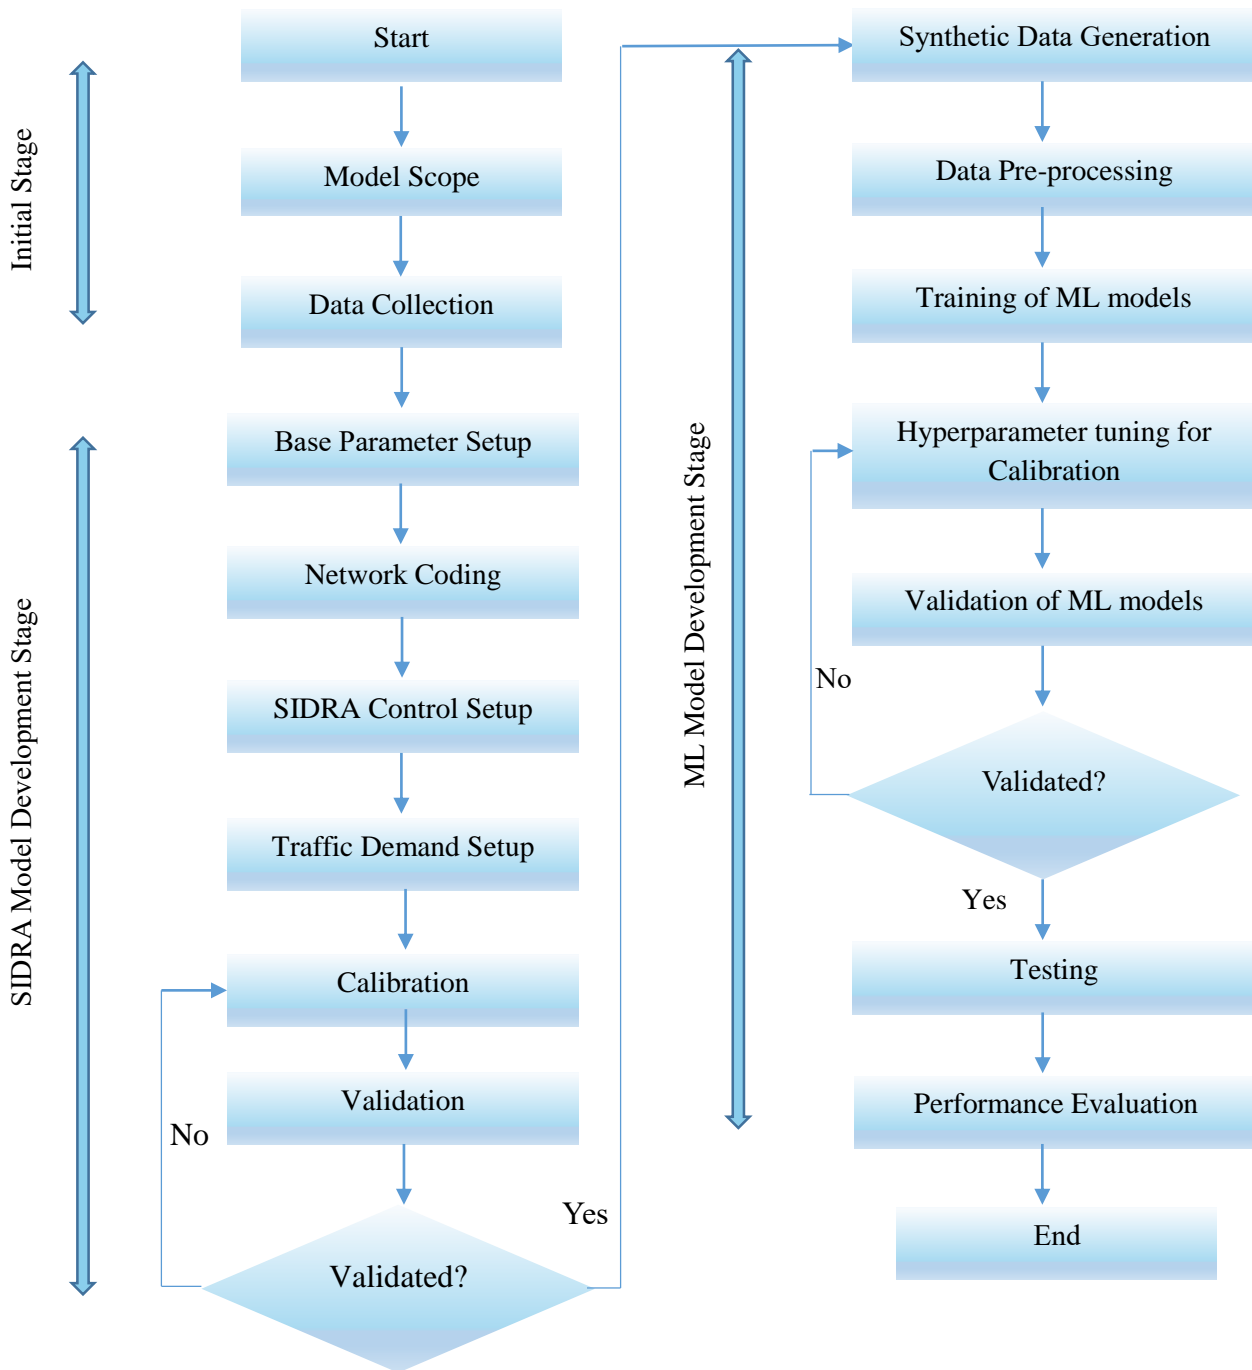 Initial Stage
Start
Model Scope
Data Collection
SIDRA Model Development Stage
Base Parameter Setup
Network Coding
SIDRA Control Setup
Traffic Demand Setup
Calibration
Validation
No
Yes
Validated?
ML Model Development Stage
Synthetic Data Generation
Data Pre-processing
Training of ML models
Hyperparameter tuning for
Calibration
Validation of ML models
No
Validated?
Yes
Testing
Performance Evaluation
End